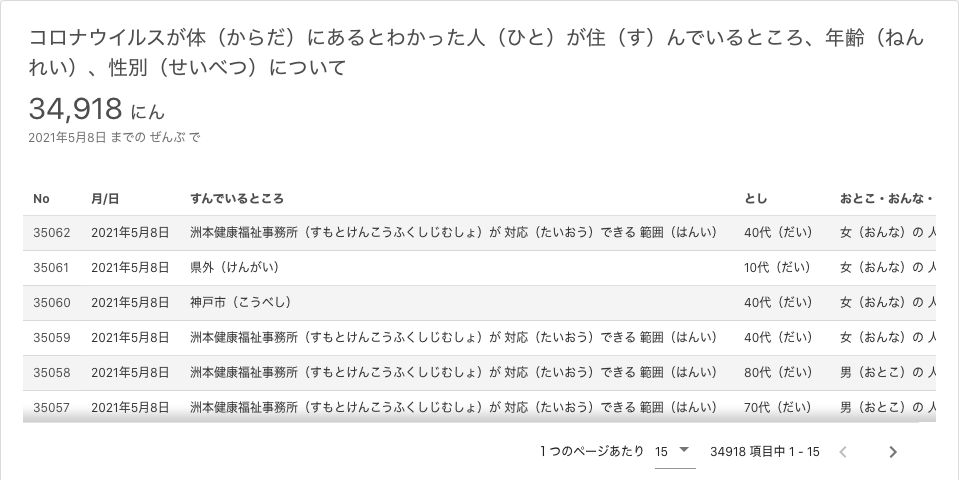 コロナウイルスが体（からだ）にあるとわかった人（ひと）が住（す）んでいるところ、年齢（ねん
れい）、性別（せいべつ）について
34,918 にん
2021年5月8日 までの ぜんぶ で
No 月/日 すんでいるところ とし おとこ・おんな・
35062 2021年5月8日 洲本健康福祉事務所（すもとけんこうふくしじむしょ）が 対応（たいおう）できる 範囲（はんい） 40代（だい） 女（おんな）の 人
35061 2021年5月8日 県外（けんがい） 10代（だい） 女（おんな）の 人
35060 2021年5月8日 神戸市（こうべし） 40代（だい） 女（おんな）の 人
35059 2021年5月8日 洲本健康福祉事務所（すもとけんこうふくしじむしょ）が 対応（たいおう）できる 範囲（はんい） 40代（だい） 女（おんな）の 人
35058 2021年5月8日 洲本健康福祉事務所（すもとけんこうふくしじむしょ）が 対応（たいおう）できる 範囲（はんい） 80代（だい） 男（おとこ）の 人
35057 2021年5月8日 洲本健康福祉事務所（すもとけんこうふくしじむしょ）が 対応（たいおう）できる 範囲（はんい） 70代（だい） 男（おとこ）の 人
1 つのページあたり 15 34918 項目中 1 - 15